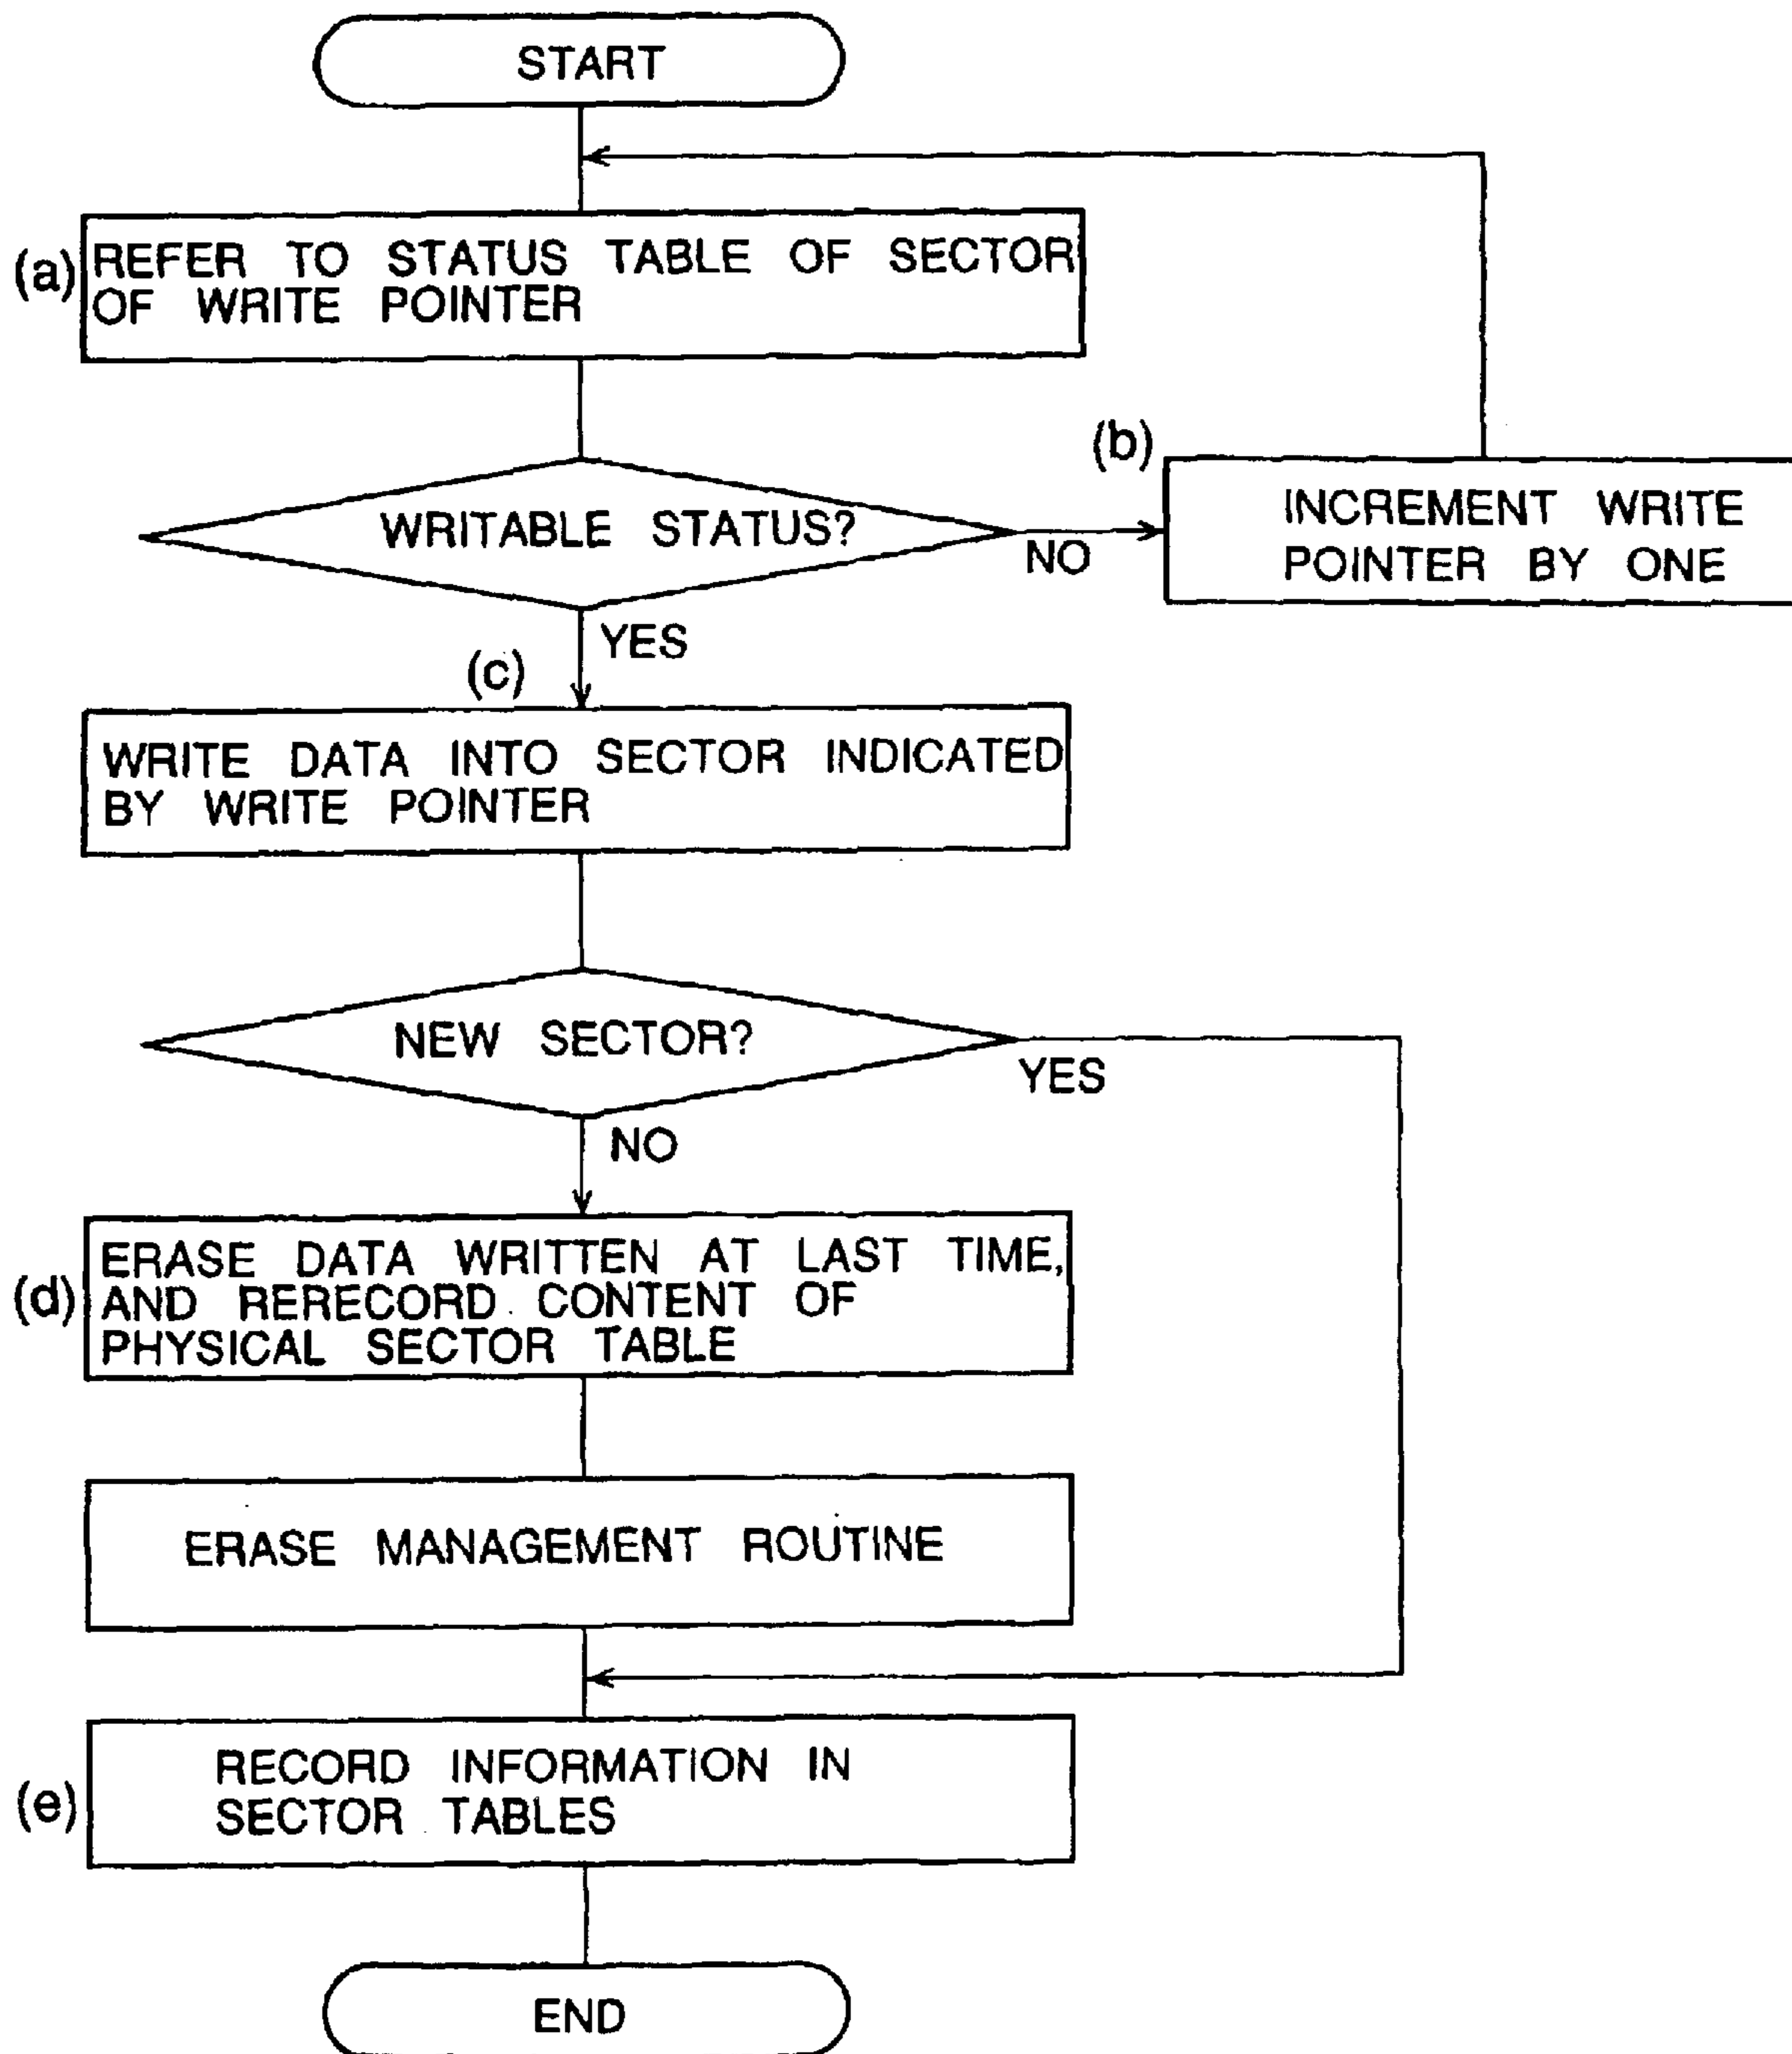 START
(a)
REFER TO STATUS TABLE OF SECTOR
OF WRITE POINTER
WRITABLE STATUS?
NO
(b)
INCREMENT WRITE
POINTER BY ONE
YES
(c)
WRITE DATA INTO SECTOR INDICATED
BY WRITE POINTER
NEW SECTOR?
YES
NO
(d)
ERASE DATA WRITTEN AT LAST TIME,
AND RERECORD CONTENT OF
PHYSICAL SECTOR TABLE
ERASE MANAGEMENT ROUTINE
(e)
RECORD INFORMATION IN
SECTOR TABLES
END